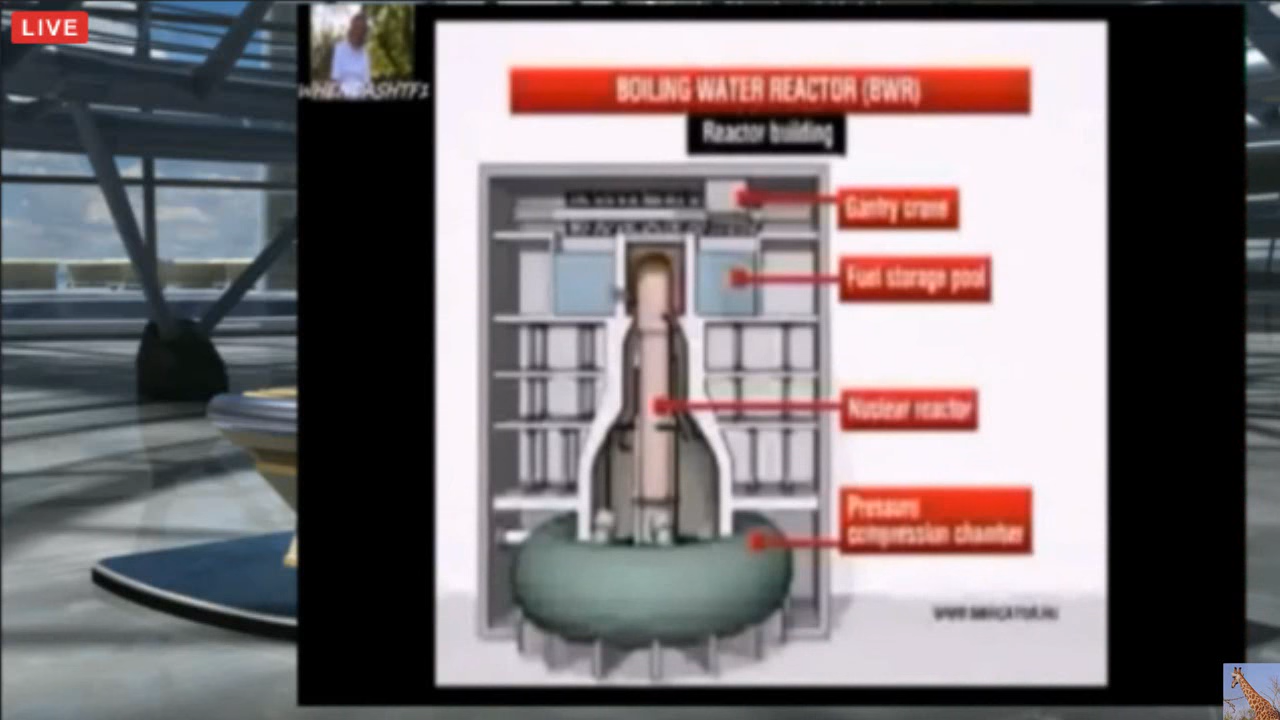 LIVE
BOILING WATER REACTOR (BWR)
Reactor building
Gantry crane
Fuel storage pool
Nuclear reactor
Pressure
compression chamber